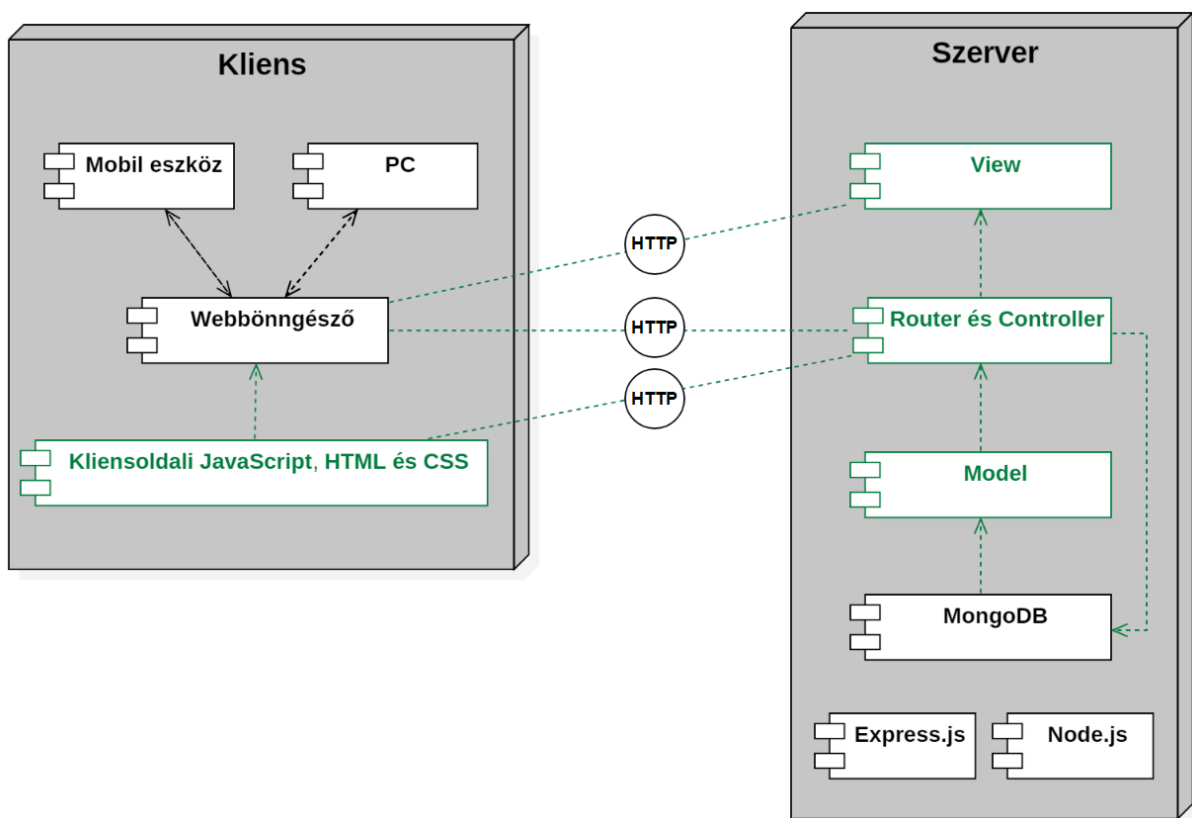 Kliens
Mobil eszköz
PC
Webbönngésző
Kliensoldali JavaScript, HTML és CSS
HTTP
HTTP
HTTP
Szerver
View
Router és Controller
Model
MongoDB
Express.js
Node.js